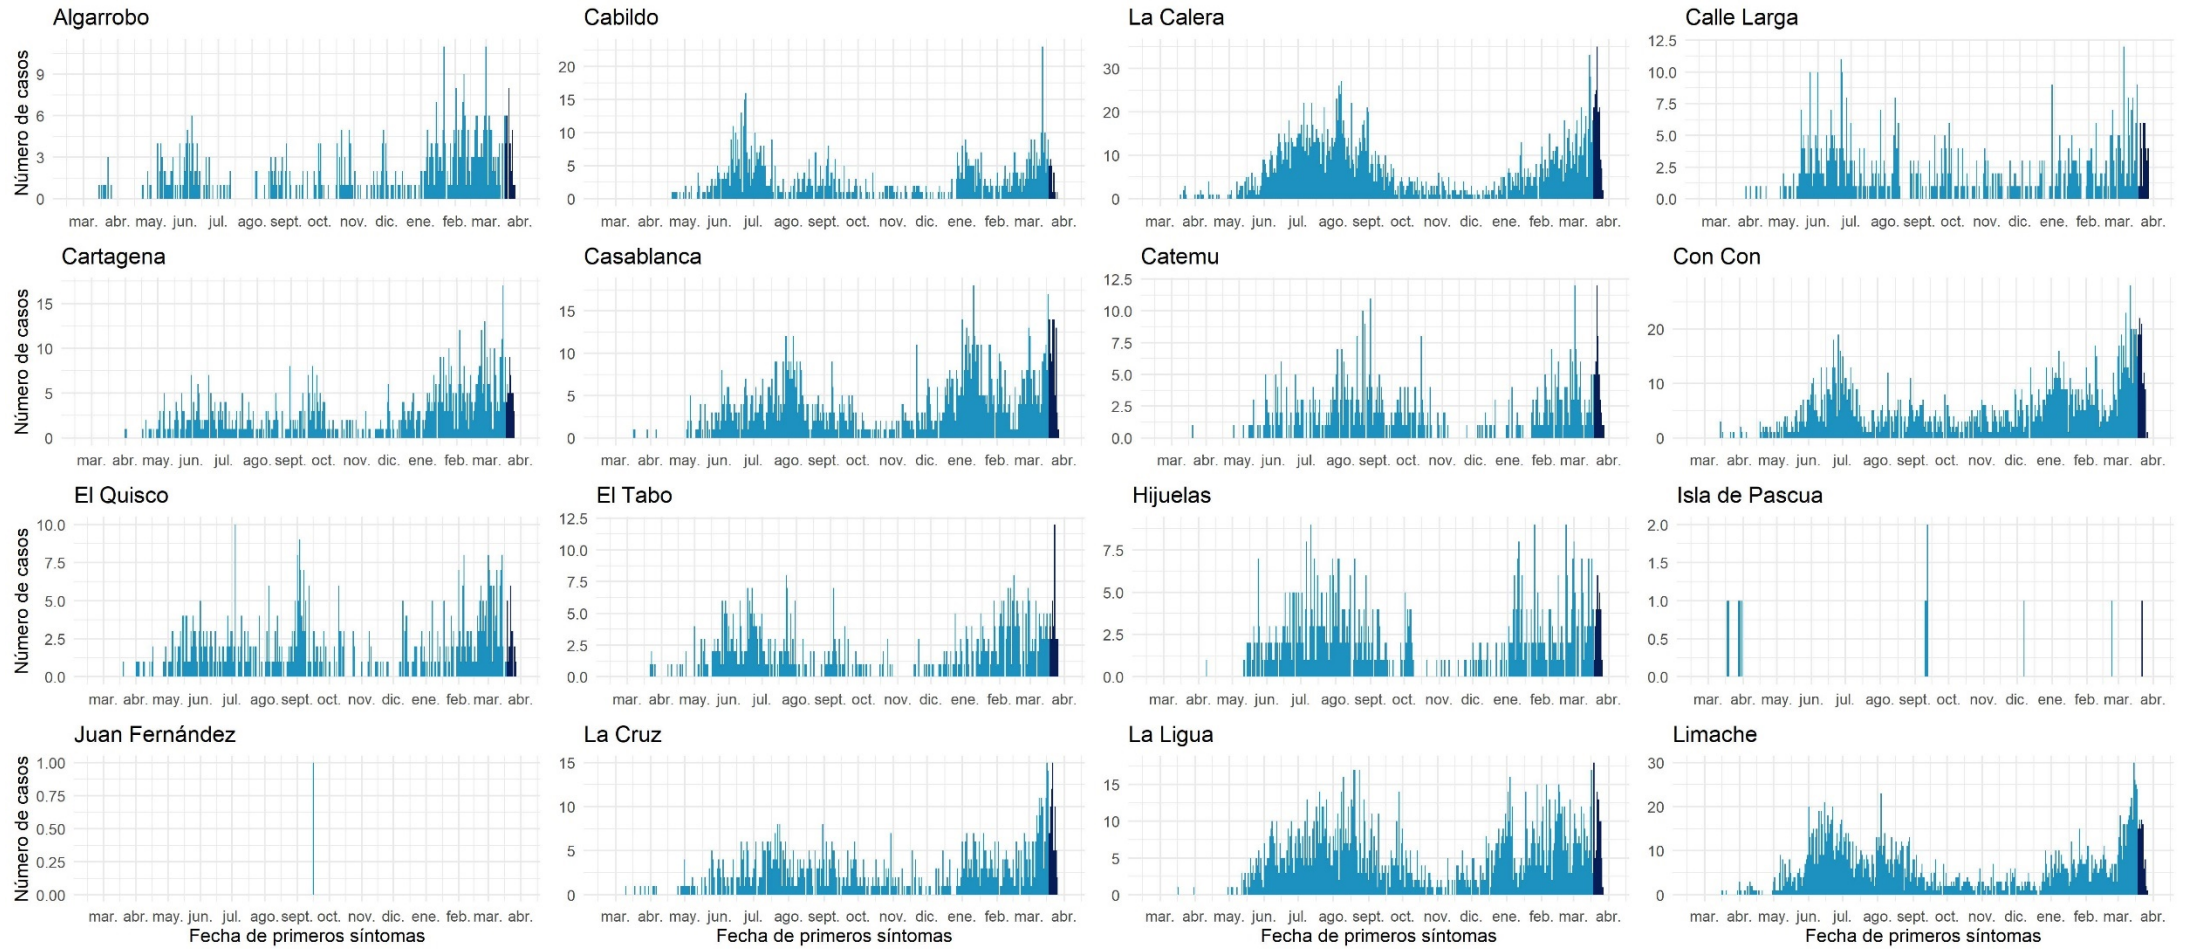 Algarrobo
Cabildo
La Calera
Calle Larga
Número de casos
9
6
3
0
20
15
10
5
0
30
20
10
0
12.5
10.0
7.5
5.0
2.5
0.0
mar. abr. may. jun. jul. ago. sept. oct. nov. dic. ene. feb. mar. abr.
mar. abr. may. jun. jul. ago. sept. oct. nov. dic. ene. feb. mar. abr.
mar. abr. may. jun. jul. ago. sept. oct. nov. dic. ene. feb. mar. abr.
mar. abr. may. jun. jul. ago. sept. oct. nov. dic. ene. feb. mar. abr.
Cartagena
Casablanca
Catemu
Con Con
Número de casos
15
10
5
0
15
10
5
0
12.5
10.0
7.5
5.0
2.5
0.0
20
10
0
mar. abr. may. jun. jul. ago. sept. oct. nov. dic. ene. feb. mar. abr.
mar. abr. may. jun. jul. ago. sept. oct. nov. dic. ene. feb. mar. abr.
mar. abr. may. jun. jul. ago. sept. oct. nov. dic. ene. feb. mar. abr.
mar. abr. may. jun. jul. ago. sept. oct. nov. dic. ene. feb. mar. abr.
El Quisco
El Tabo
Hijuelas
Isla de Pascua
Número de casos
10.0
7.5
5.0
2.5
0.0
12.5
10.0
7.5
5.0
2.5
0.0
7.5
5.0
2.5
0.0
2.0
1.5
1.0
0.5
0.0
mar. abr. may. jun. jul. ago. sept. oct. nov. dic. ene. feb. mar. abr.
mar. abr. may. jun. jul. ago. sept. oct. nov. dic. ene. feb. mar. abr.
mar. abr. may. jun. jul. ago. sept. oct. nov. dic. ene. feb. mar. abr.
mar. abr. may. jun. jul. ago. sept. oct. nov. dic. ene. feb. mar. abr.
Juan Fernández
La Cruz
La Ligua
Limache
Número de casos
1.00
0.75
0.50
0.25
0.00
15
10
5
0
15
10
5
0
30
20
10
0
mar. abr. may. jun. jul. ago. sept. oct. nov. dic. ene. feb. mar. abr.
mar. abr. may. jun. jul. ago. sept. oct. nov. dic. ene. feb. mar. abr.
mar. abr. may. jun. jul. ago. sept. oct. nov. dic. ene. feb. mar. abr.
mar. abr. may. jun. jul. ago. sept. oct. nov. dic. ene. feb. mar. abr.
Fecha de primeros síntomas
Fecha de primeros síntomas
Fecha de primeros síntomas
Fecha de primeros síntomas